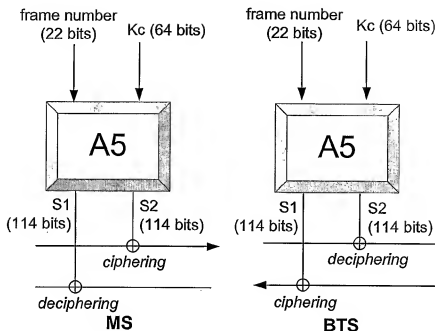 frame number
(22 bits)
Kc (64 bits)
A5
S1
(114 bits)
S2
(114 bits)
ciphering
deciphering
MS
frame number
(22 bits)
Kc (64 bits)
A5
S1
(114 bits)
S2
(114 bits)
deciphering
ciphering
BTS